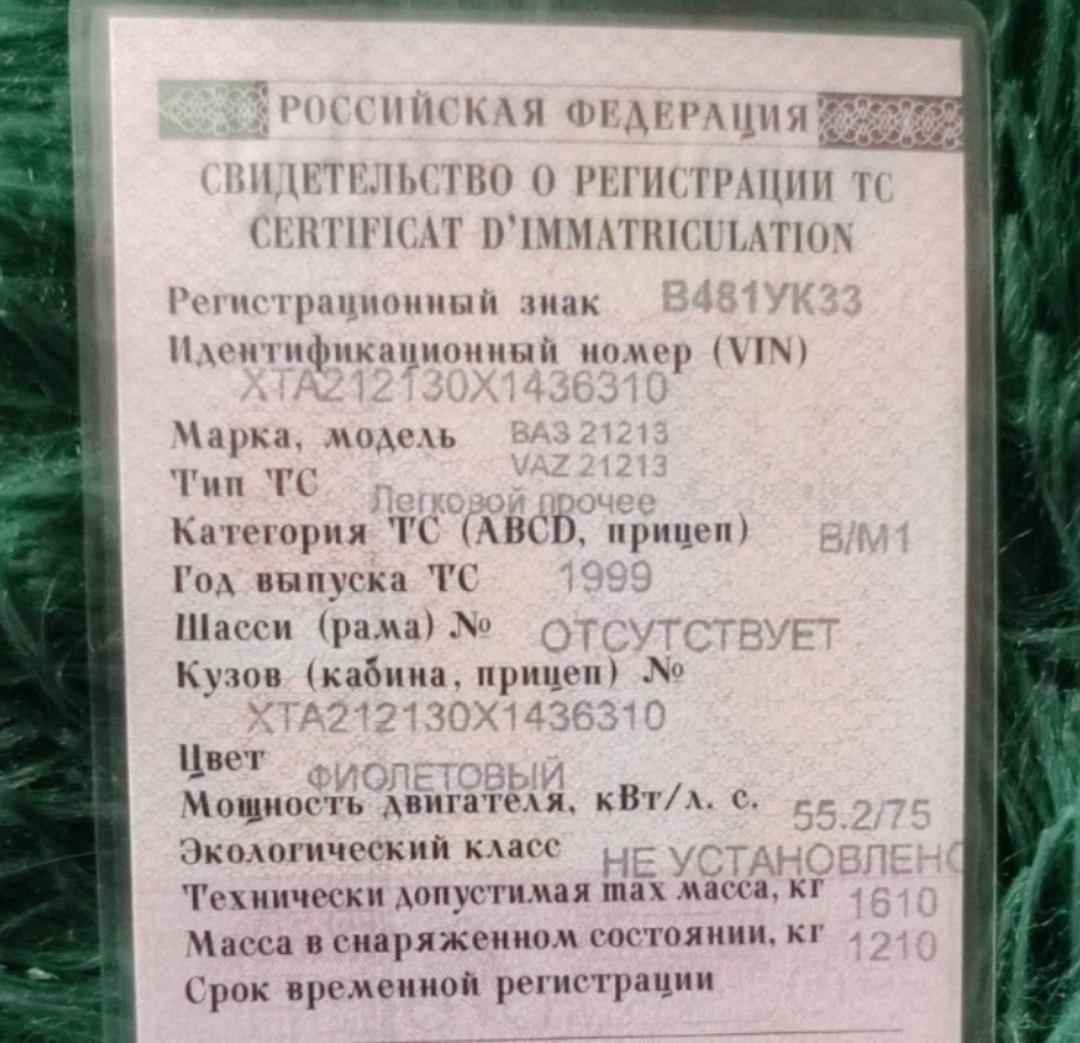 РОССИЙСКАЯ ФЕДЕРАЦИЯ
СВИДЕТЕЛЬСТВО О РЕГИСТРАЦИИ ТС
CERTIFICAT D'IMMATRICULATION
Регистрационный знак В481УК33
Идентификационный номер (VIN)
ХТА212130Х1436310
Марка, модель ВАЗ 21213
VAZ 21213
Тип ТС Легковой прочее
Категория ТС (ABCD, прицеп) В/М1
Год выпуска ТС 1999
Шасси (рама) № ОТСУТСТВУЕТ
Кузов (кабина, прицеп) №
ХТА212130Х1436310
Цвет ФИОЛЕТОВЫЙ
Мощность двигателя, кВт/л. с. 55.2/75
Экологический класс НЕ УСТАНОВЛЕНО
Технически допустимая max масса, кг 1610
Масса в снаряженном состоянии, кг 1210
Срок временной регистрации